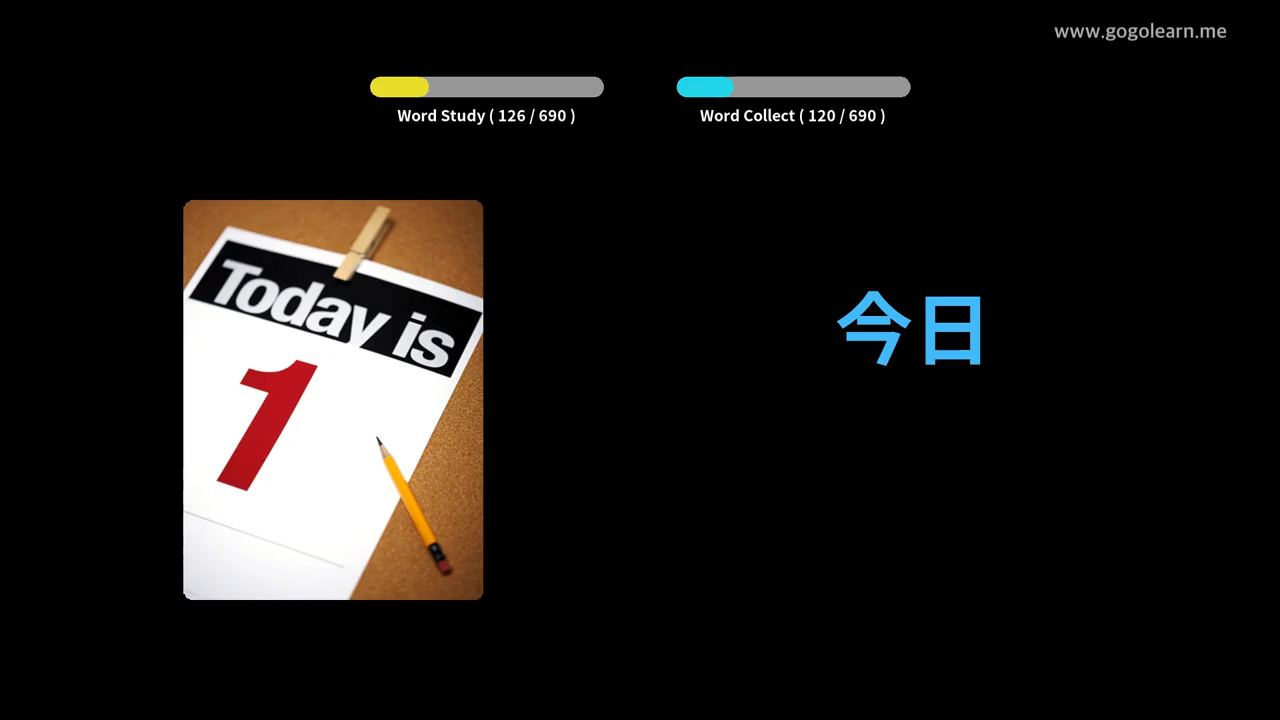 www.gogolearn.me
Word Study ( 126 / 690 )
Word Collect ( 120 / 690 )
Today is
1
今日